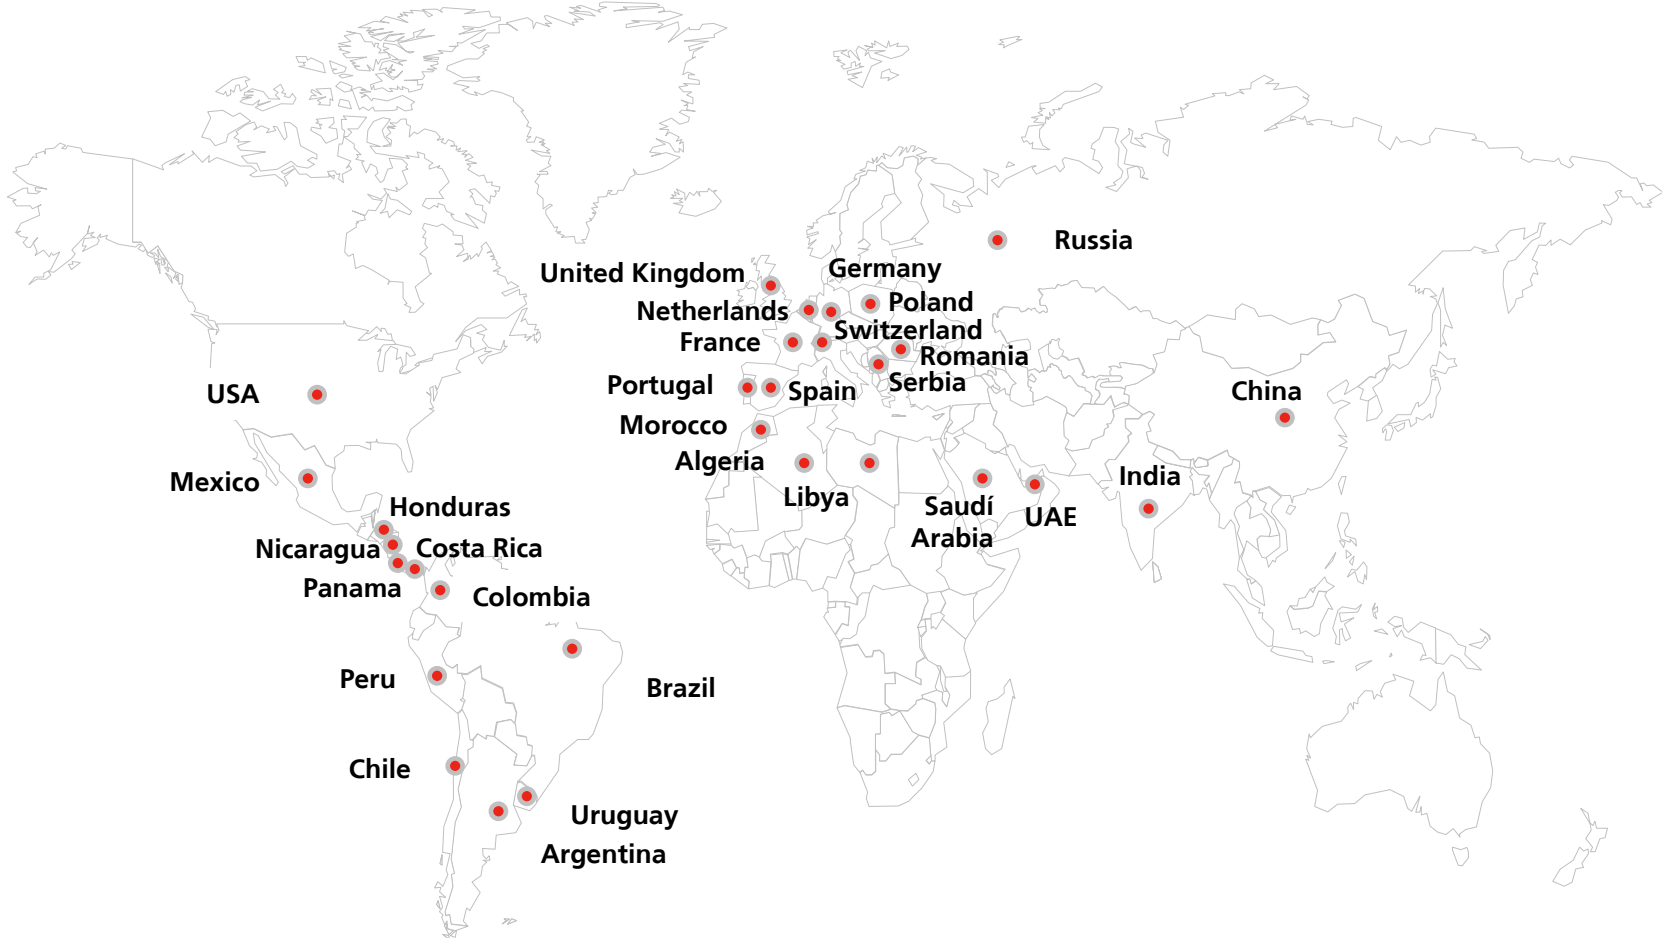 Russia
Germany
United Kingdom
Poland
Netherlands
Switzerland
France
Romania
Serbia
Portugal
Spain
USA
China
Morocco
Algeria
India
Mexico
Libya
Saudí
Arabia
UAE
Honduras
Nicaragua
Costa Rica
Panama
Colombia
Peru
Brazil
Chile
Uruguay
Argentina